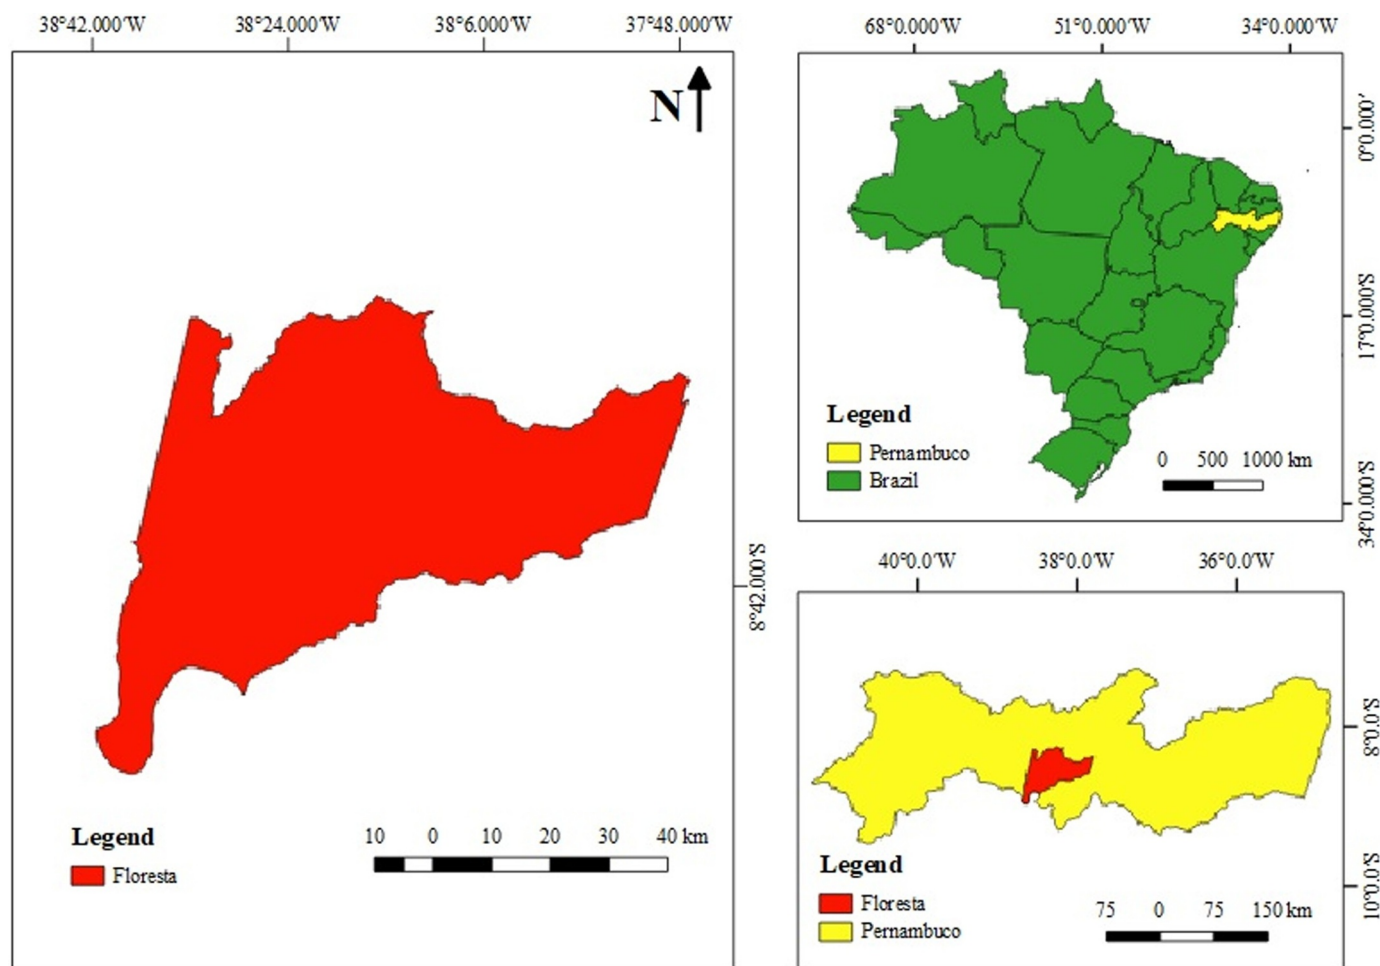 38°42.000'W 38°24.000'W 38°6.000'W 37°48.000'W
N
8°42.000'S
Legend
Floresta
10 0 10 20 30 40 km
68°0.000'W 51°0.000'W 34°0.000'W
0°0.000'
17°0.000'S
34°0.000'S
Legend
Pernambuco
Brazil
0 500 1000 km
40°0.0'W 38°0.0'W 36°0.0'W
8°0.0'S
10°0.0'S
Legend
Floresta
Pernambuco
75 0 75 150 km